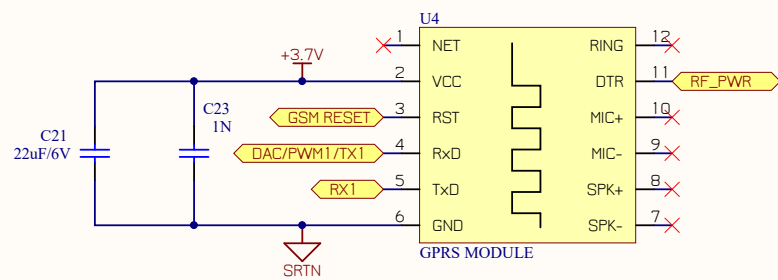 U4
+3.7V
1 NET RING 12
2 VCC DTR 11 RF_PWR
C23
1N
GSM RESET 3 RST MIC+ 10
C21
22uF/6V
DAC/PWM1/TX1 4 RxD MIC- 9
RX1 5 TxD SPK+ 8
6 GND SPK- 7
GPRS MODULE
SRTN